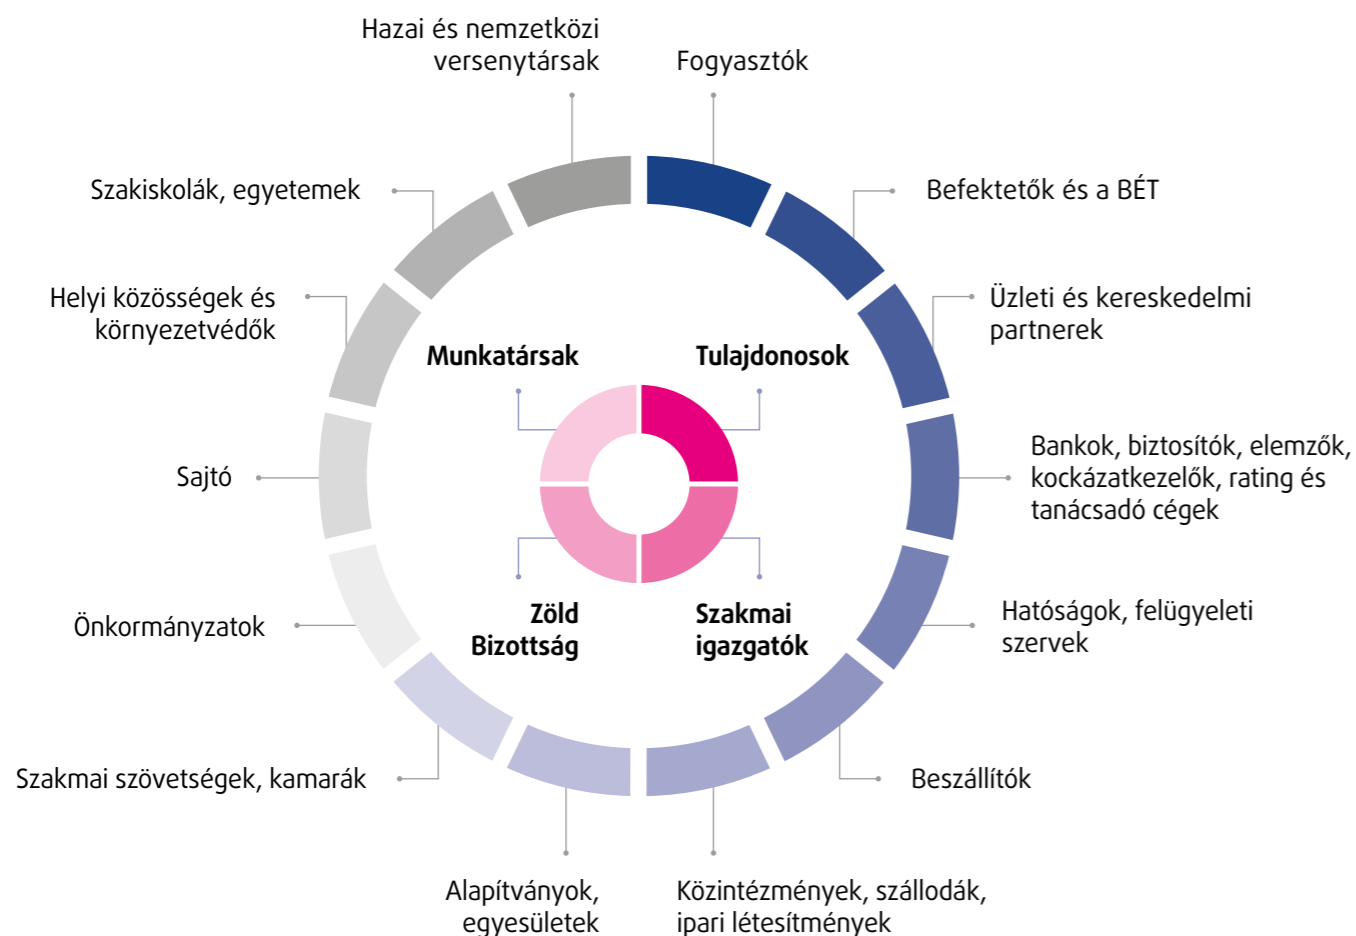 Hazai és nemzetközi
versenytársak
Fogyasztók
Szakiskolák, egyetemek
Befektetők és a BÉT
Helyi közösségek és
környezetvédők
Üzleti és kereskedelmi
partnerek
Munkatársak
Tulajdonosok
Sajtó
Bankok, biztosítók, elemzők,
kockázatkezelők, rating és
tanácsadó cégek
Önkormányzatok
Zöld
Bizottság
Szakmai
igazgatók
Hatóságok, felügyeleti
szervek
Szakmai szövetségek, kamarák
Beszállítók
Alapítványok,
egyesületek
Közintézmények, szállodák,
ipari létesítmények